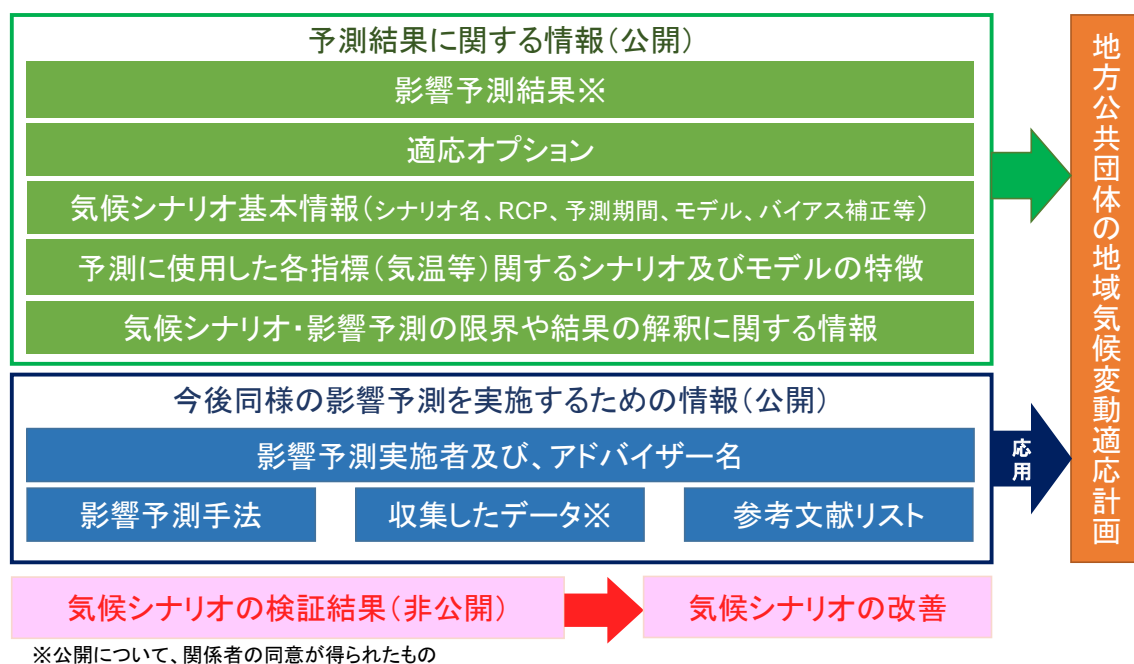 予測結果に関する情報（公開）
影響予測結果※
適応オプション
気候シナリオ基本情報（シナリオ名、RCP、予測期間、モデル、バイアス補正等）
予測に使用した各指標（気温等）関するシナリオ及びモデルの特徴
気候シナリオ・影響予測の限界や結果の解釈に関する情報
今後同様の影響予測を実施するための情報（公開）
影響予測実施者及び、アドバイザー名
影響予測手法
収集したデータ※
参考文献リスト
応用
地方公共団体の地域気候変動適応計画
気候シナリオの検証結果（非公開）
気候シナリオの改善
※公開について、関係者の同意が得られたもの